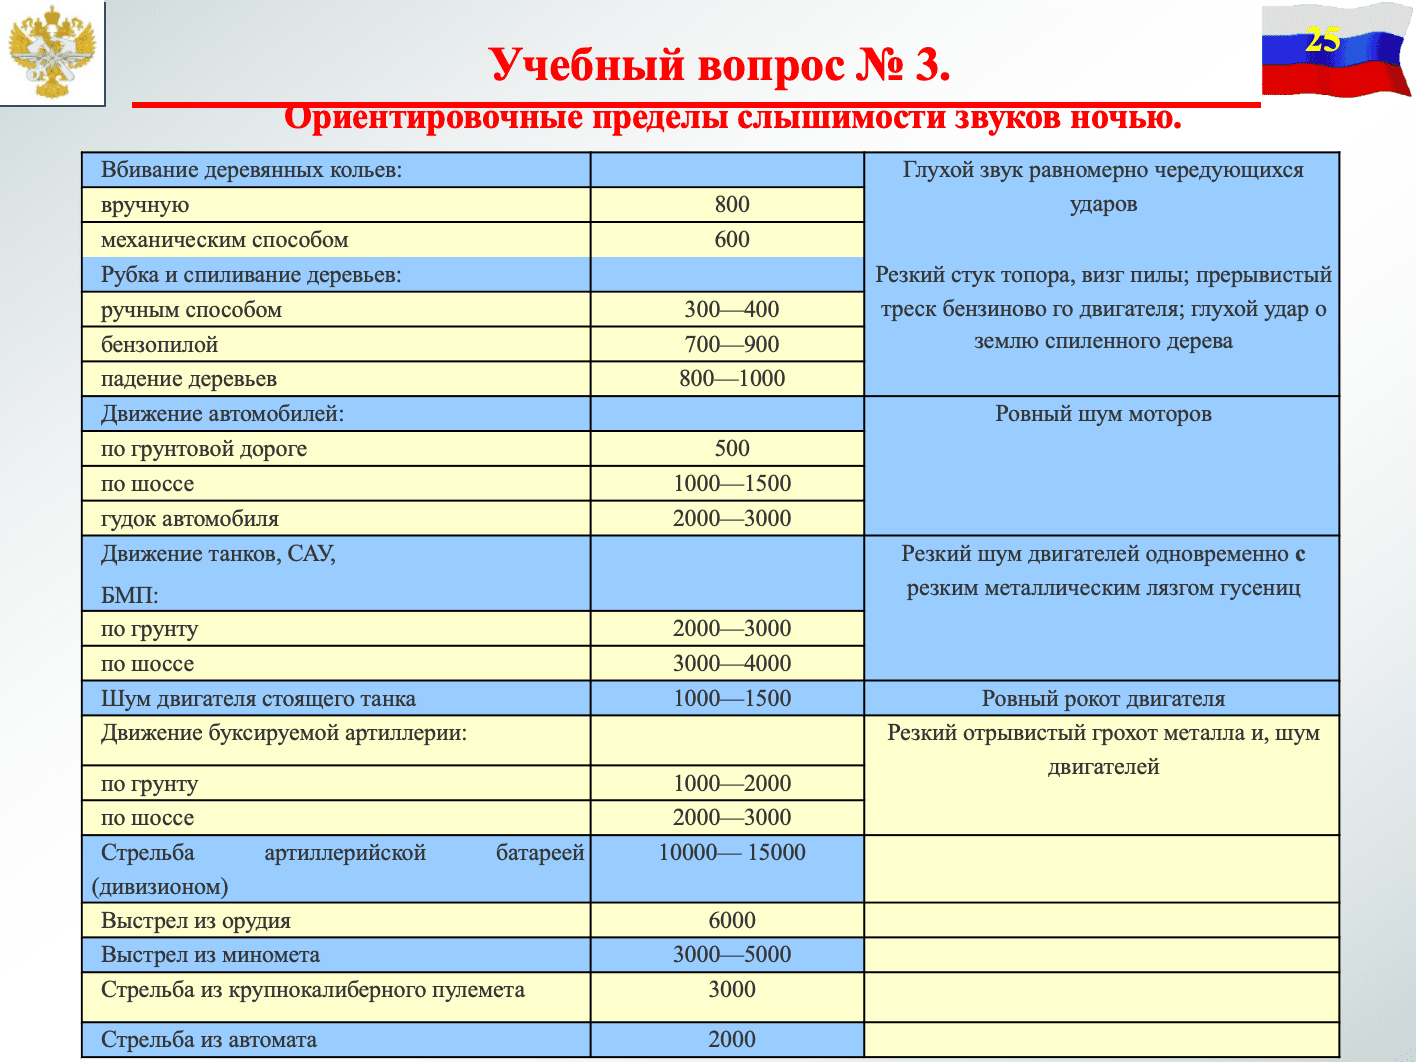 25
Учебный вопрос № 3.
Ориентировочные пределы слышимости звуков ночью.
Вбивание деревянных кольев:
Глухой звук равномерно чередующихся
ударов
вручную 800
механическим способом 600
Рубка и спиливание деревьев:
Резкий стук топора, визг пилы; прерывистый
треск бензиново го двигателя; глухой удар о
землю спиленного дерева
ручным способом 300—400
бензопилой 700—900
падение деревьев 800—1000
Движение автомобилей: Ровный шум моторов
по грунтовой дороге 500
по шоссе 1000—1500
гудок автомобиля 2000—3000
Движение танков, САУ,
БМП:
Резкий шум двигателей одновременно с
резким металлическим лязгом гусениц
по грунту 2000—3000
по шоссе 3000—4000
Шум двигателя стоящего танка 1000—1500 Ровный рокот двигателя
Движение буксируемой артиллерии:
Резкий отрывистый грохот металла и, шум
двигателей
по грунту 1000—2000
по шоссе 2000—3000
Стрельба артиллерийской батареей 10000— 15000
(дивизионом)
Выстрел из орудия 6000
Выстрел из миномета 3000—5000
Стрельба из крупнокалиберного пулемета 3000
Стрельба из автомата 2000